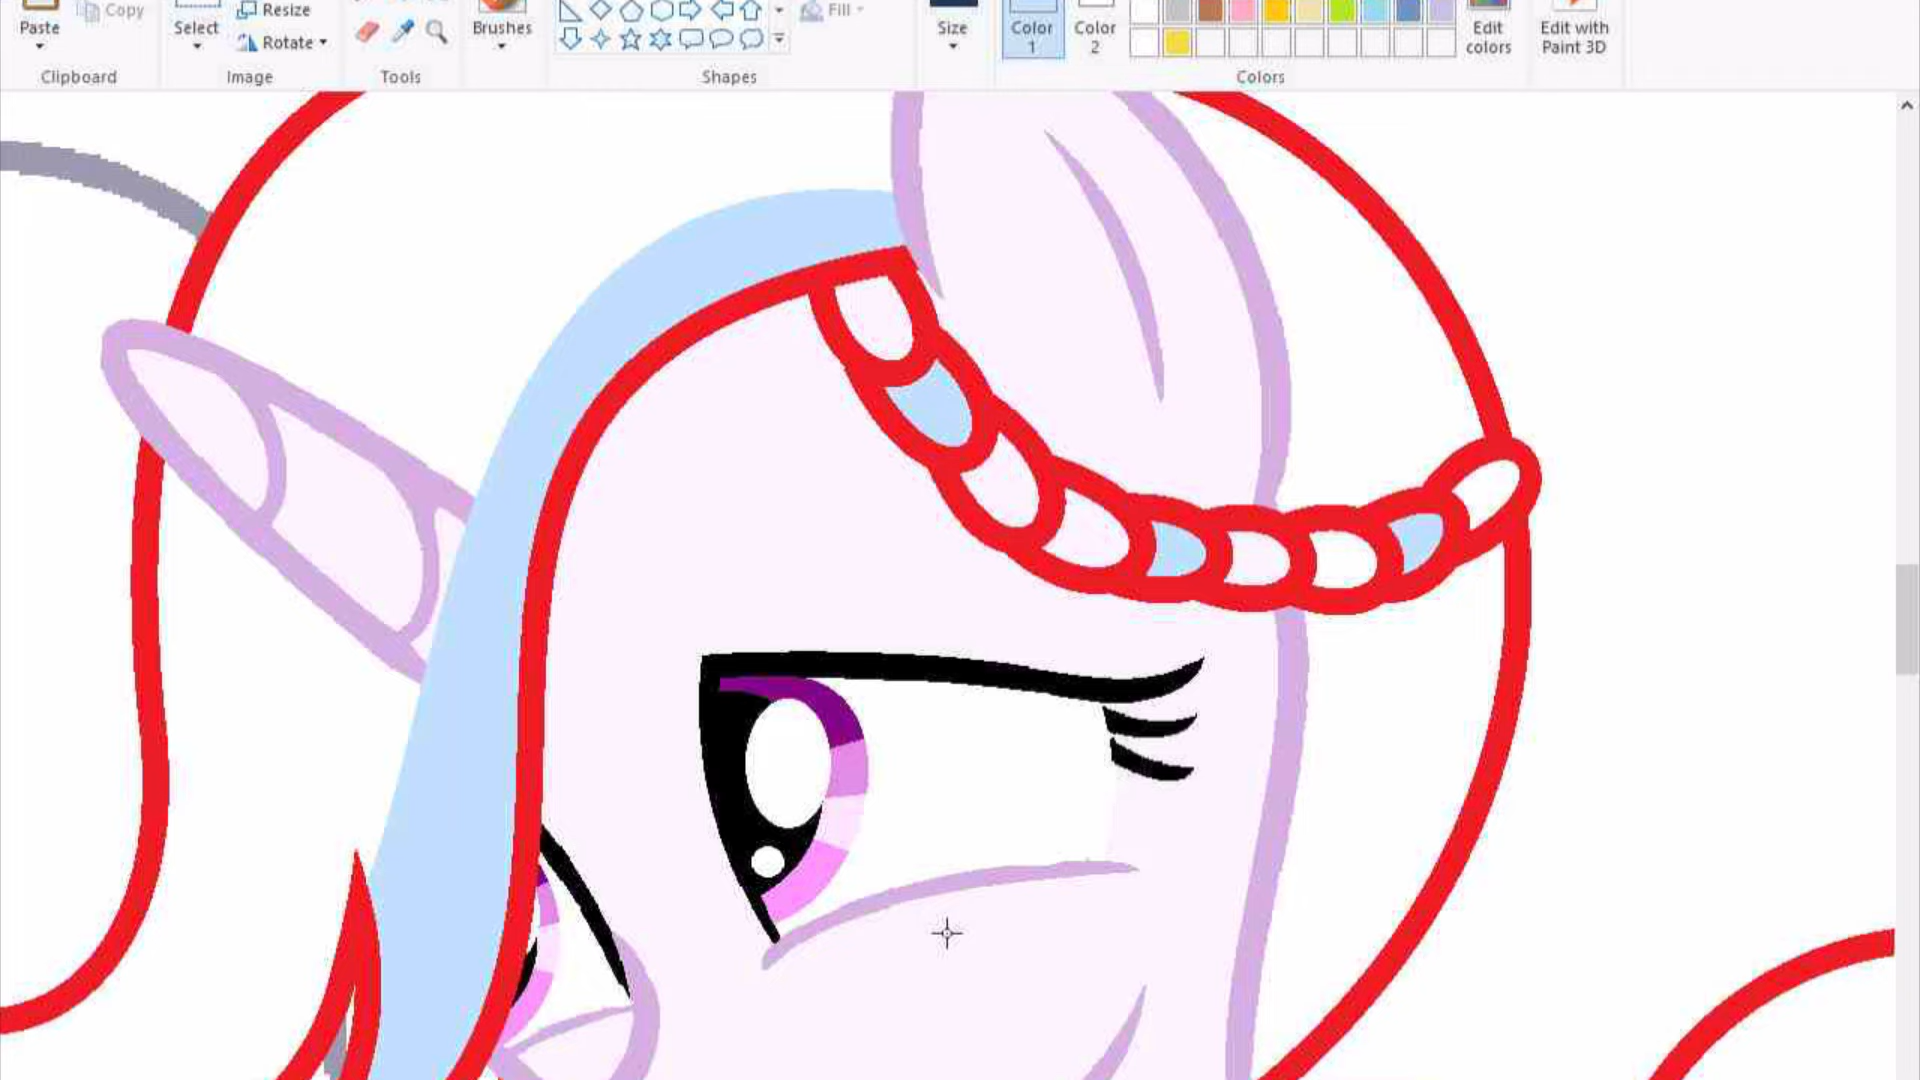 Paste
Copy
Clipboard
Select
Resize
Rotate
Image
Tools
Brushes
Shapes
Fill
Size
Color
1
Color
2
Edit
colors
Colors
Edit with
Paint 3D